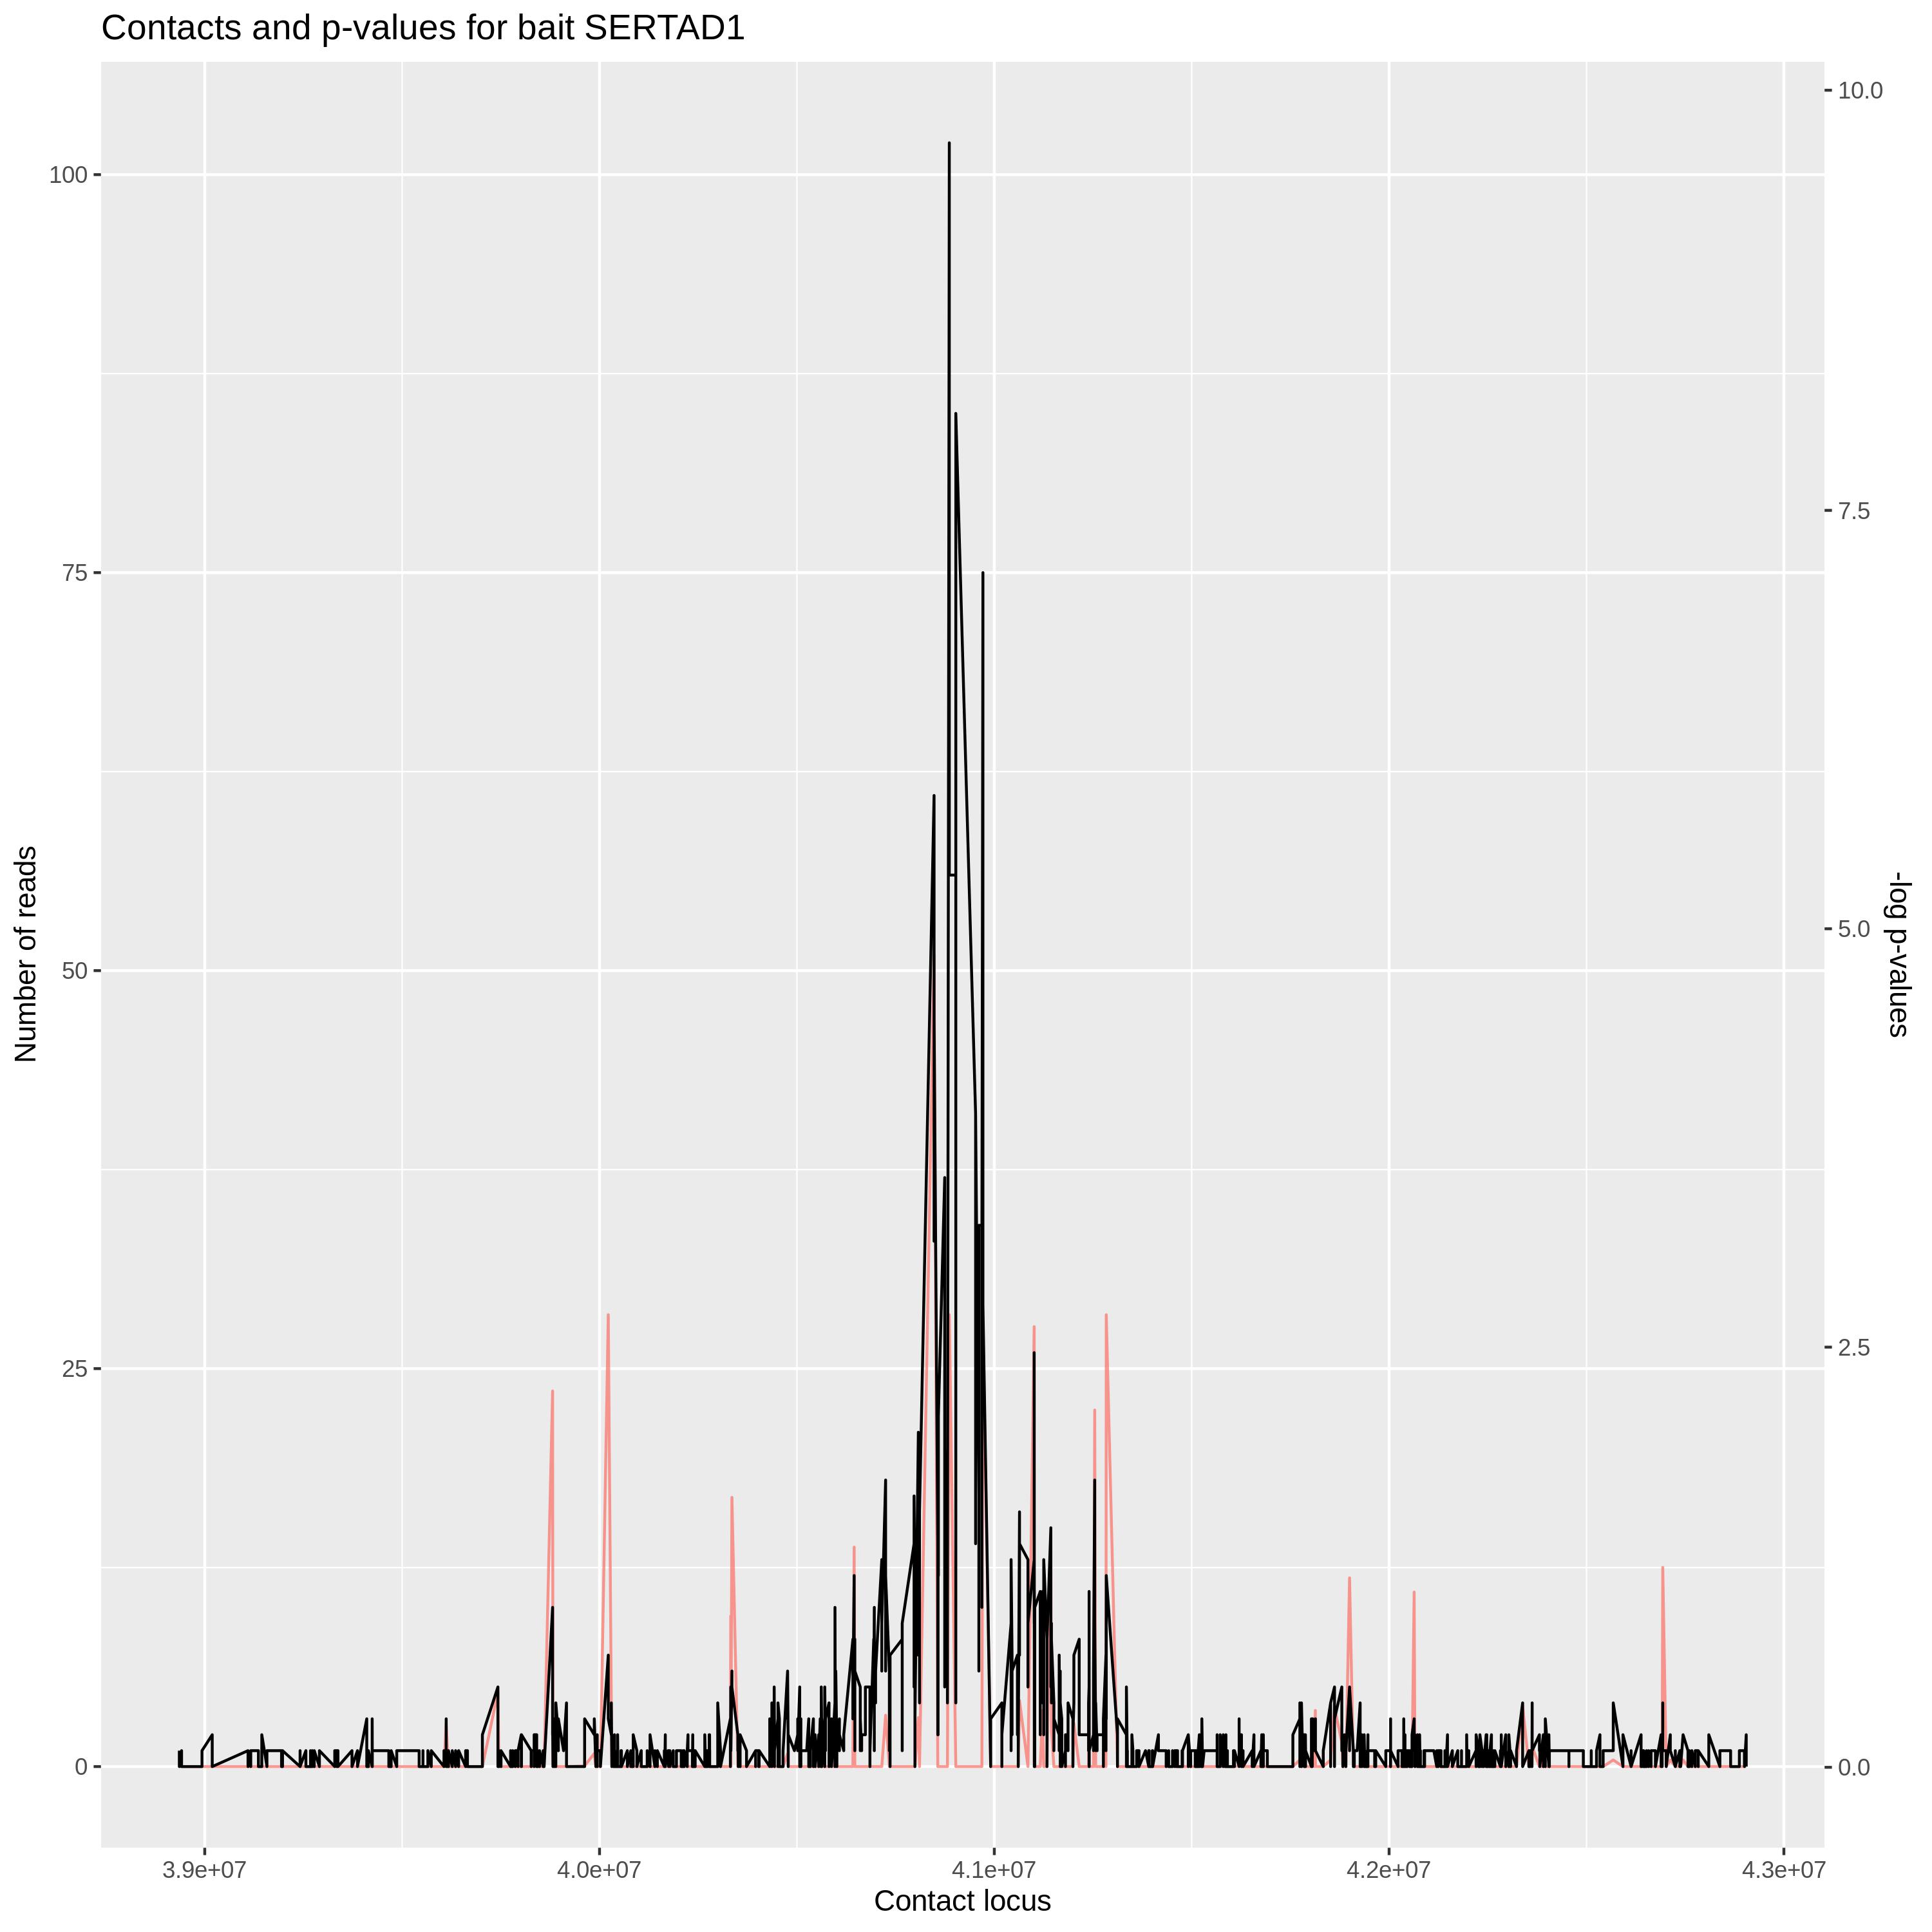 Contacts and p-values for bait SERTAD1
Number of reads
100
75
50
25
0
10.0
7.5
5.0
2.5
0.0
-log p-values
3.9e+07
4.0e+07
4.1e+07
4.2e+07
4.3e+07
Contact locus